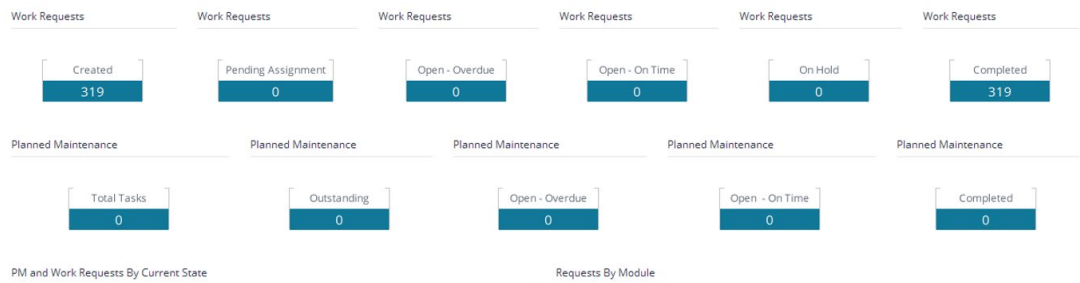 Work Requests Work Requests Work Requests Work Requests Work Requests Work Requests
Created Pending Assignment Open - Overdue Open - On Time On Hold Completed
319 0 0 0 0 319
Planned Maintenance Planned Maintenance Planned Maintenance Planned Maintenance Planned Maintenance
Total Tasks Outstanding Open - Overdue Open - On Time Completed
0 0 0 0 0
PM and Work Requests By Current State Requests By Module